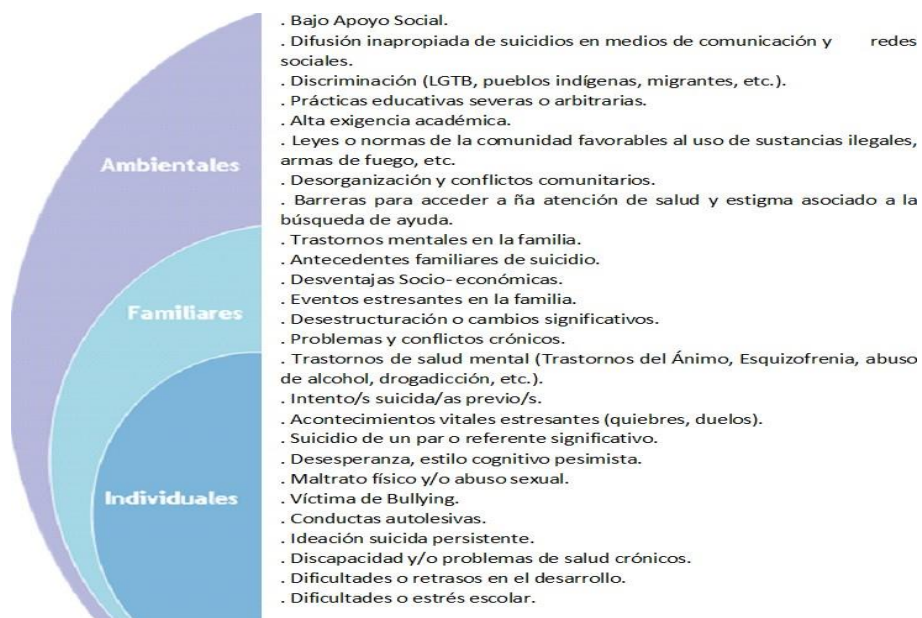 . Bajo Apoyo Social.
. Difusión inapropiada de suicidios en medios de comunicación y redes
sociales.
. Discriminación (LGTB, pueblos indígenas, migrantes, etc.).
. Prácticas educativas severas o arbitrarias.
. Alta exigencia académica.
. Leyes o normas de la comunidad favorables al uso de sustancias ilegales,
armas de fuego, etc.
Ambientales
. Desorganización y conflictos comunitarios.
. Barreras para acceder a ña atención de salud y estigma asociado a la
búsqueda de ayuda.
. Trastornos mentales en la familia.
. Antecedentes familiares de suicidio.
. Desventajas Socio- económicas.
. Eventos estresantes en la familia.
Familiares
. Desestructuración o cambios significativos.
. Problemas y conflictos crónicos.
. Trastornos de salud mental (Trastornos del Ánimo, Esquizofrenia, abuso
de alcohol, drogadicción, etc.).
. Intento/s suicida/as previo/s.
. Acontecimientos vitales estresantes (quiebres, duelos).
. Suicidio de un par o referente significativo.
. Desesperanza, estilo cognitivo pesimista.
. Maltrato físico y/o abuso sexual.
Individuales
. Víctima de Bullying.
. Conductas autolesivas.
. Ideación suicida persistente.
. Discapacidad y/o problemas de salud crónicos.
. Dificultades o retrasos en el desarrollo.
. Dificultades o estrés escolar.